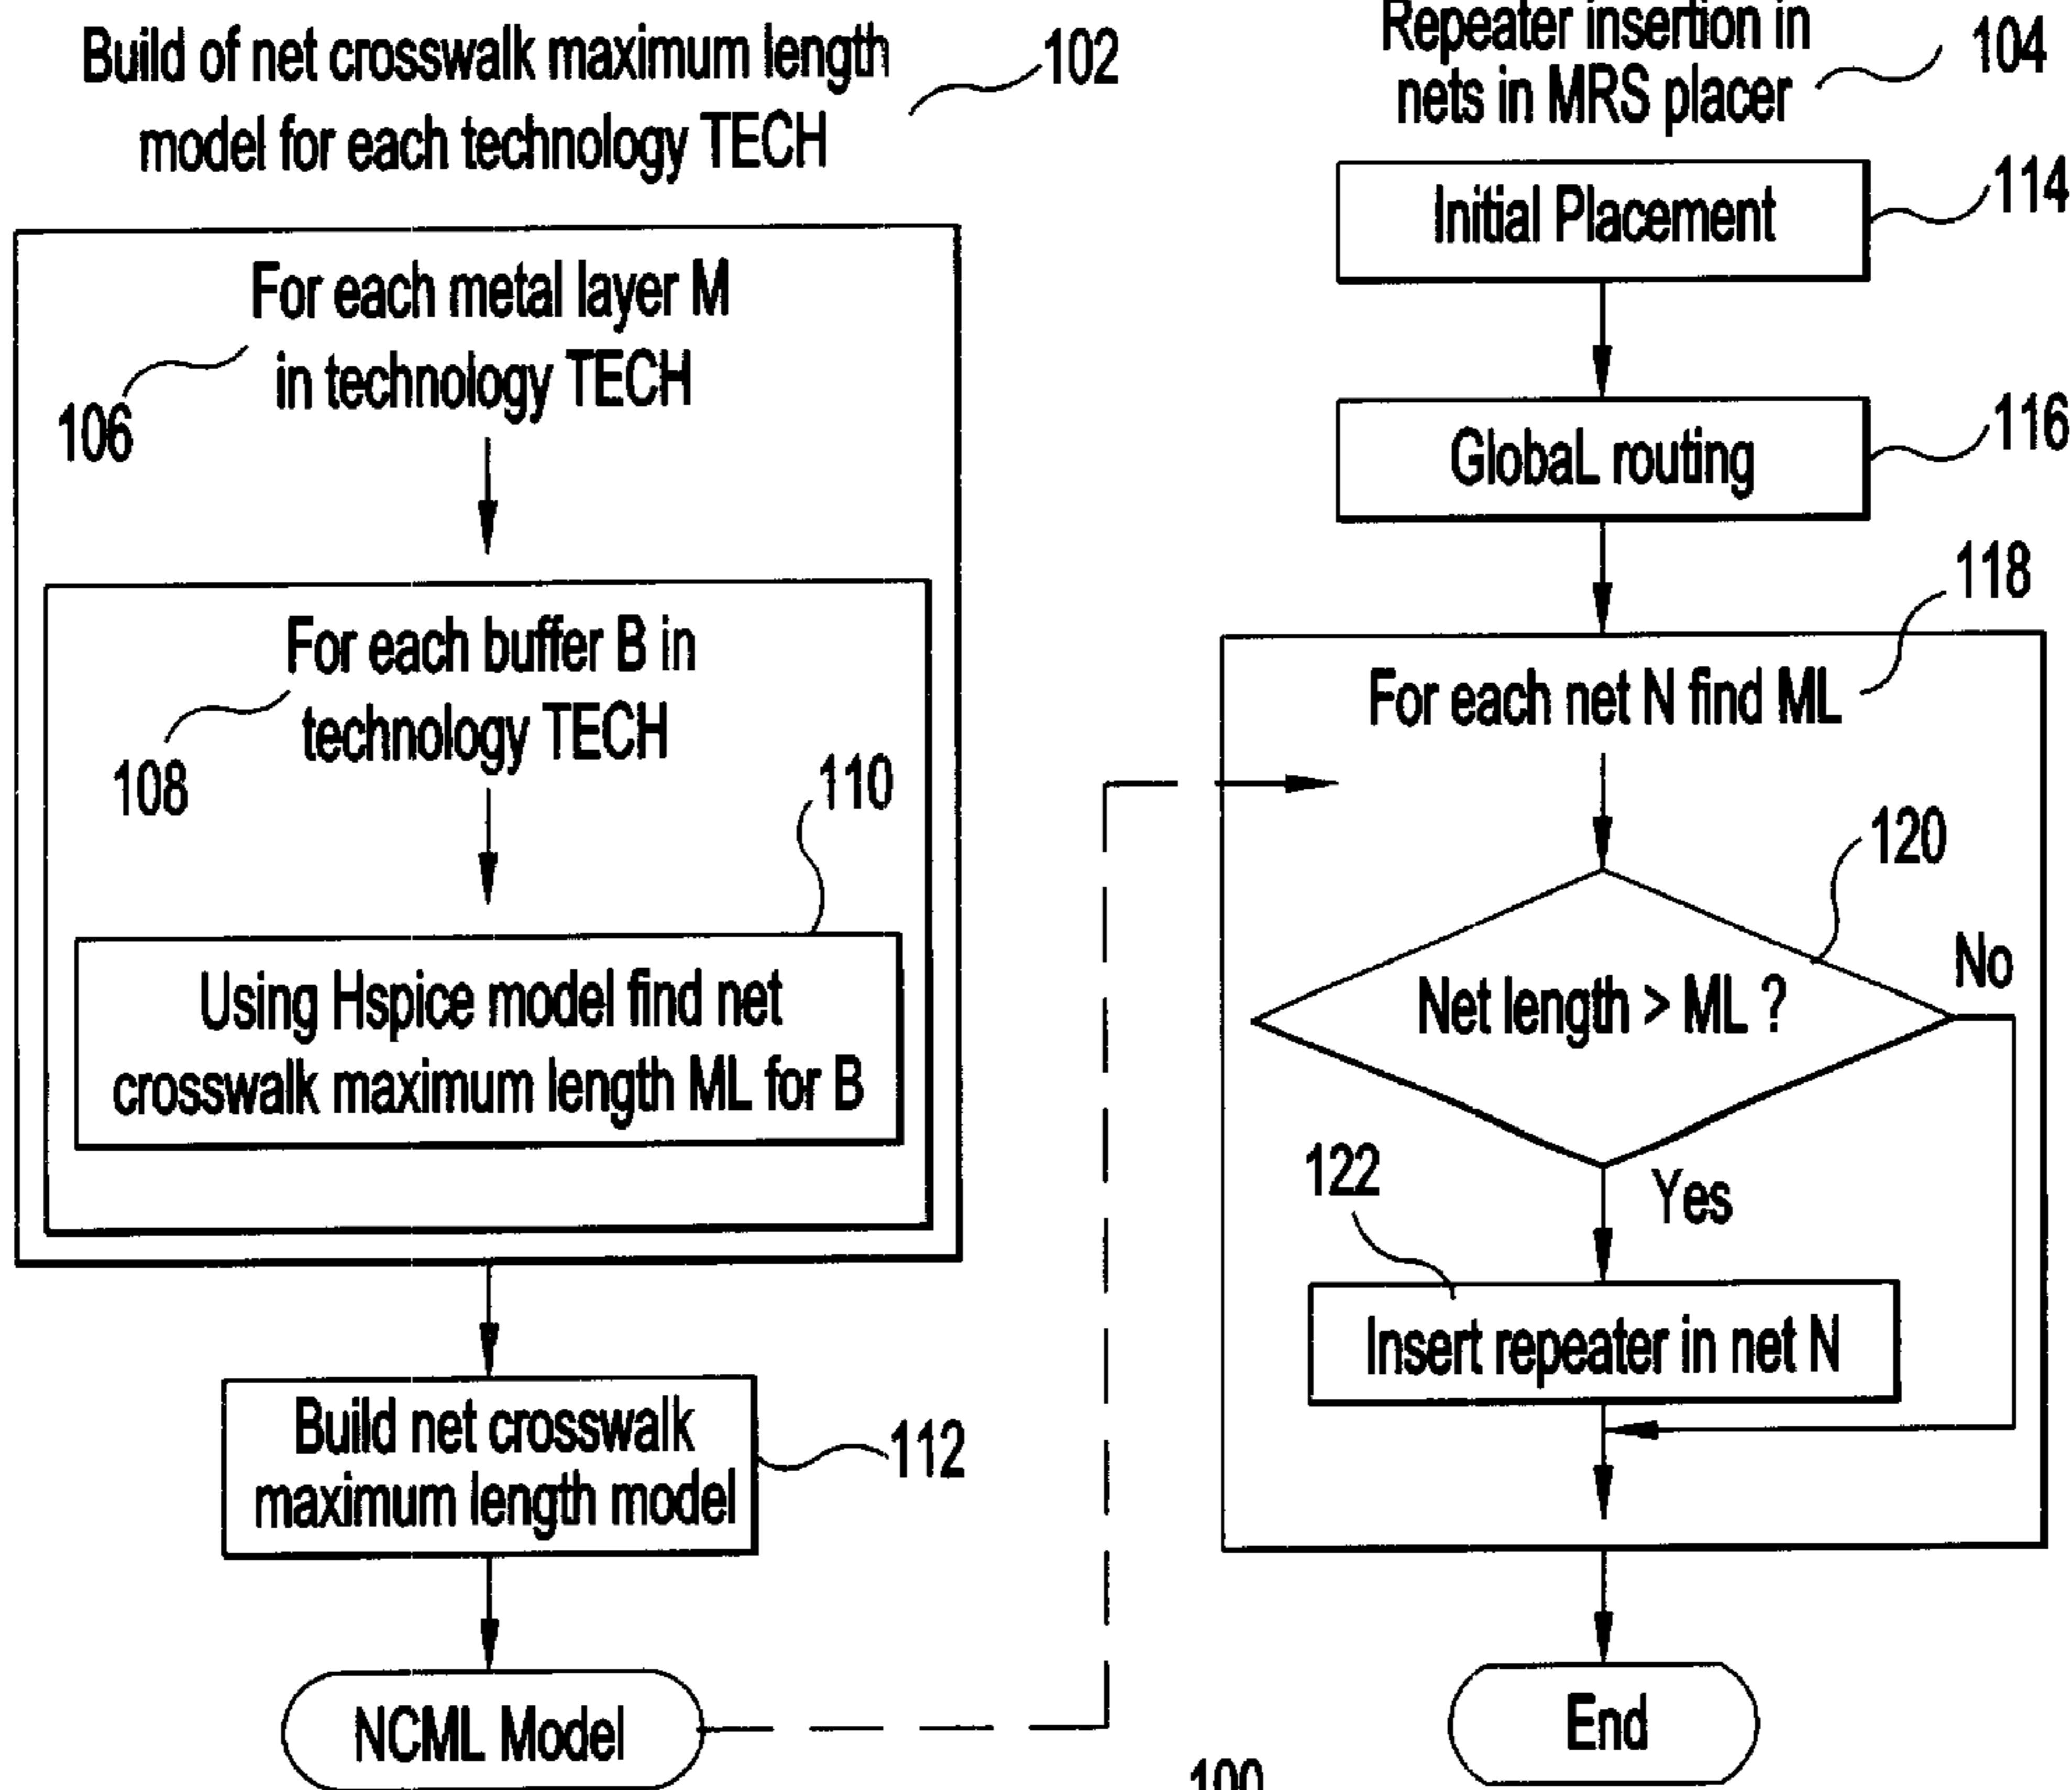 Build of net crosswalk maximum length
model for each technology TECH
102
For each metal layer M
in technology TECH
106
For each buffer B in
technology TECH
108
110
Using Hspice model find net
crosswalk maximum length ML for B
Build net crosswalk
maximum length model
112
NCML Model
Repeater insertion in
nets in MRS placer
104
Initial Placement
114
GlobaL routing
116
118
For each net N find ML
120
Net length > ML ?
No
Yes
122
Insert repeater in net N
End
100